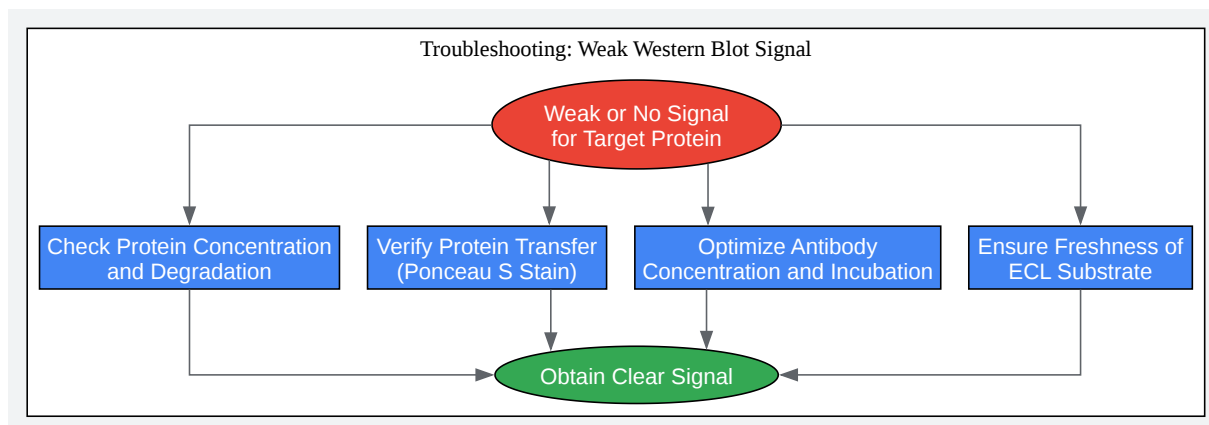 Troubleshooting: Weak Western Blot Signal
Weak or No Signal
for Target Protein
Check Protein Concentration
and Degradation
Verify Protein Transfer
(Ponceau S Stain)
Optimize Antibody
Concentration and Incubation
Ensure Freshness of
ECL Substrate
Obtain Clear Signal